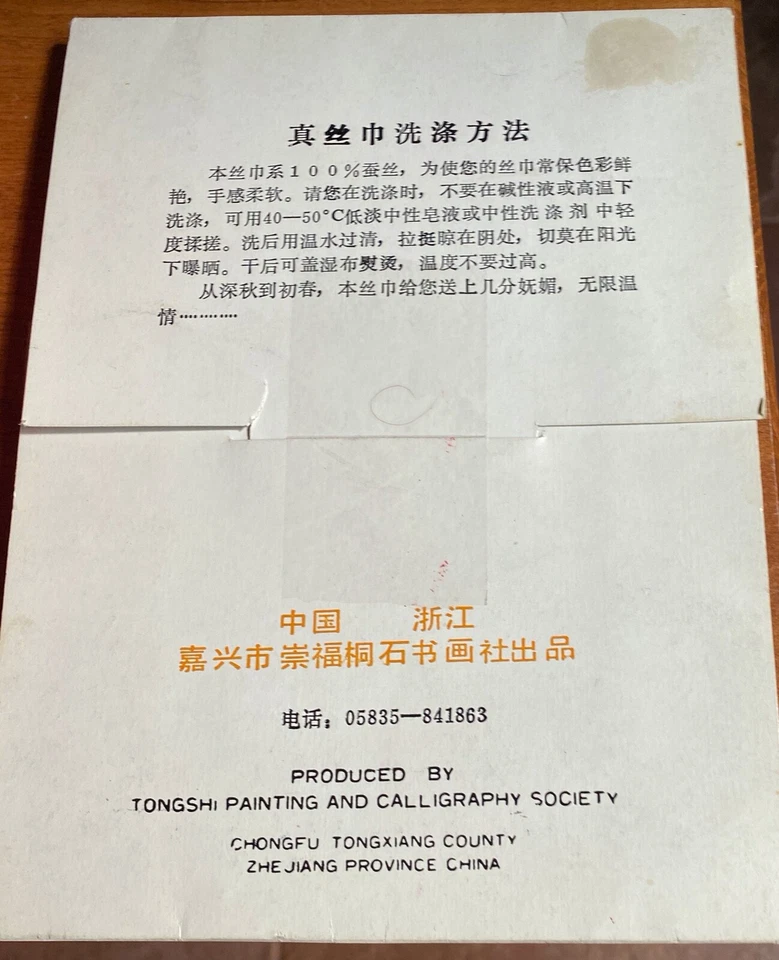 真丝巾洗涤方法
本丝巾系１００％蚕丝，为使您的丝巾常保色彩鲜
艳，手感柔软。请您在洗涤时，不要在碱性液或高温下
洗涤，可用40—50°C低淡中性皂液或中性洗涤剂中轻
度揉搓。洗后用温水过清，拉挺晾在阴处，切莫在阳光
下曝晒。干后可盖湿布熨烫，温度不要过高。
从深秋到初春，本丝巾给您送上几分妩媚，无限温
情…………
中国 浙江
嘉兴市崇福桐石书画社出品
电话：05835—841863
PRODUCED BY
TONGSHI PAINTING AND CALLIGRAPHY SOCIETY
CHONGFU TONGXIANG COUNTY
ZHEJIANG PROVINCE CHINA